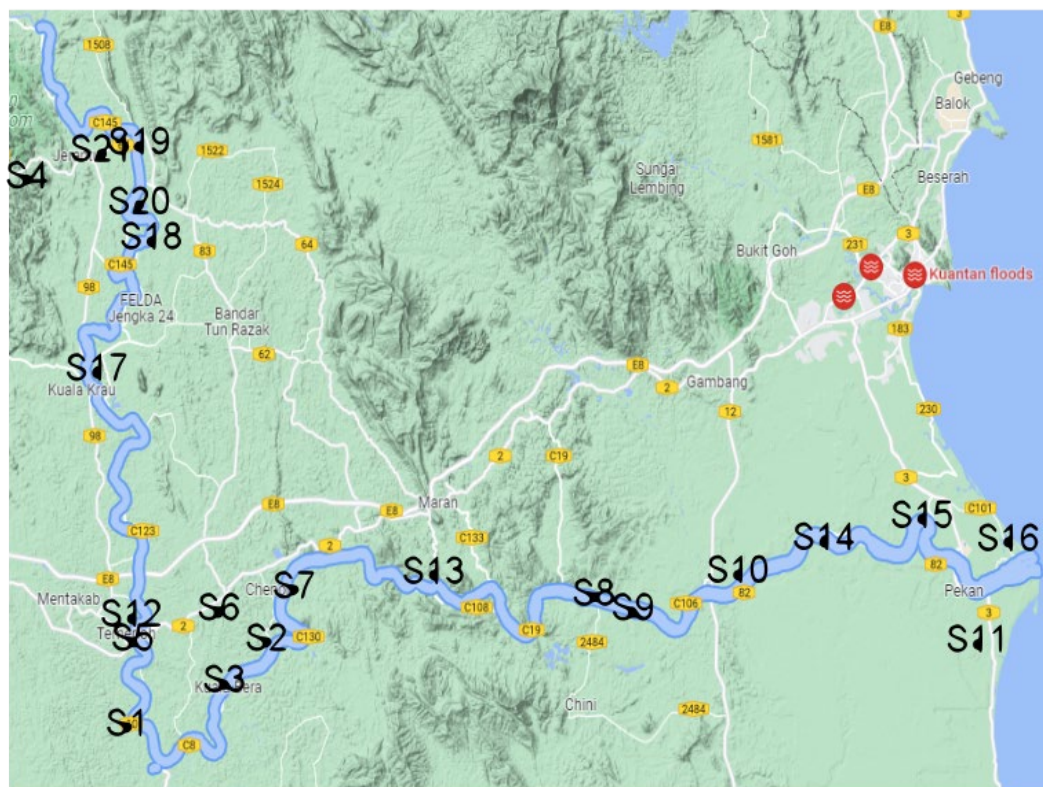 3
E8
1508
Gebeng
Balok
C145
S19
S21
1522
1581
S4
1524
Sungai
Lembing
Beserah
E8
S20
S18
83
64
3
231
Bukit Goh
Kuantan floods
C145
98
FELDA
Jengka 24
Bandar
Tun Razak
183
62
E8
S17
Kuala Krau
2
Gambang
230
12
98
2
C19
3
E8
Maran
E8
C101
S15
C123
C133
2
S14
S16
E8
S7
S13
S10
82
Mentakab
82
Pekan
S12
S6
C108
S8
S9
C106
3
2
C19
S5
S2
C130
2484
S11
S3
Chini
2484
S1
C8